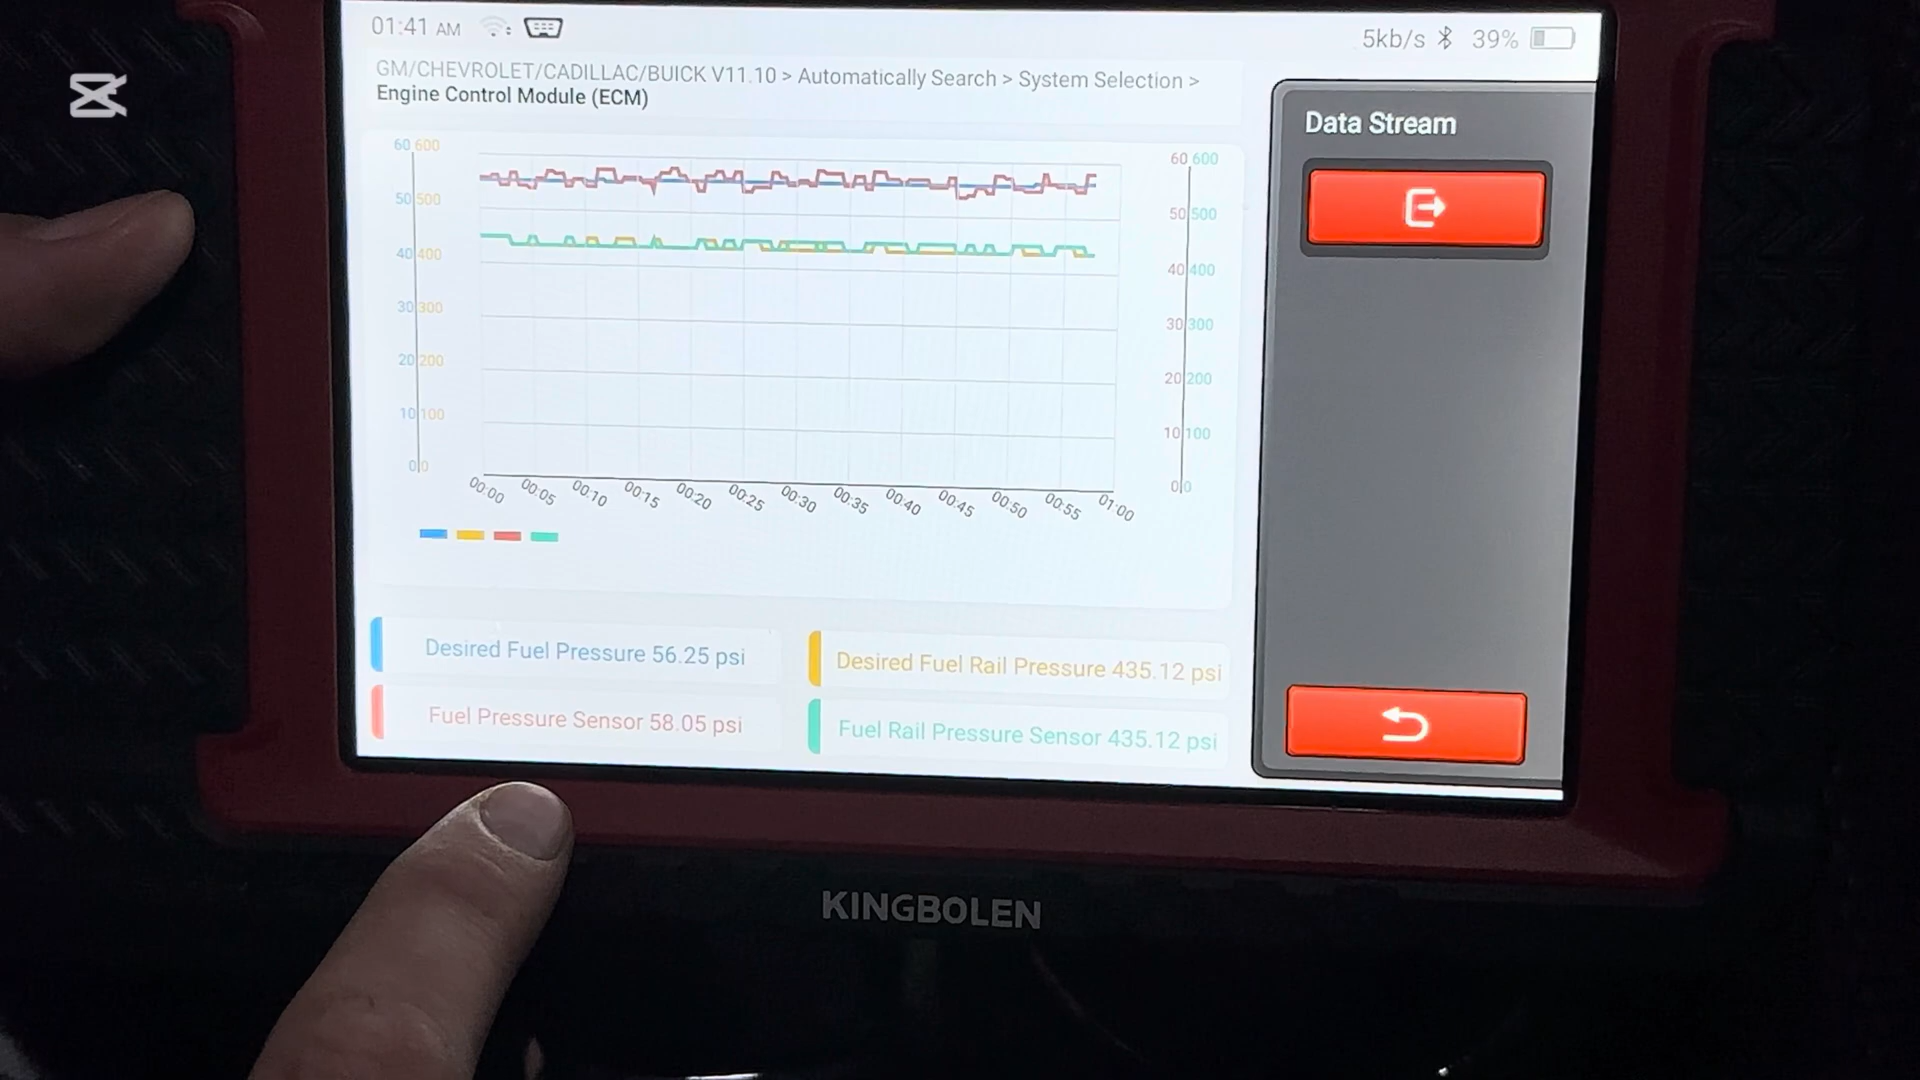 01:41 AM
5kb/s 39%
GM/CHEVROLET/CADILLAC/BUICK V11.10 > Automatically Search > System Selection >
Engine Control Module (ECM)
Data Stream
60 600
50 500
40 400
30 300
20 200
10 100
0 0
60 600
50 500
40 400
30 300
20 200
10 100
0 0
00:00 00:05 00:10 00:15 00:20 00:25 00:30 00:35 00:40 00:45 00:50 00:55 01:00
Desired Fuel Pressure 56.25 psi
Desired Fuel Rail Pressure 435.12 psi
Fuel Pressure Sensor 58.05 psi
Fuel Rail Pressure Sensor 435.12 psi
KINGBOLEN